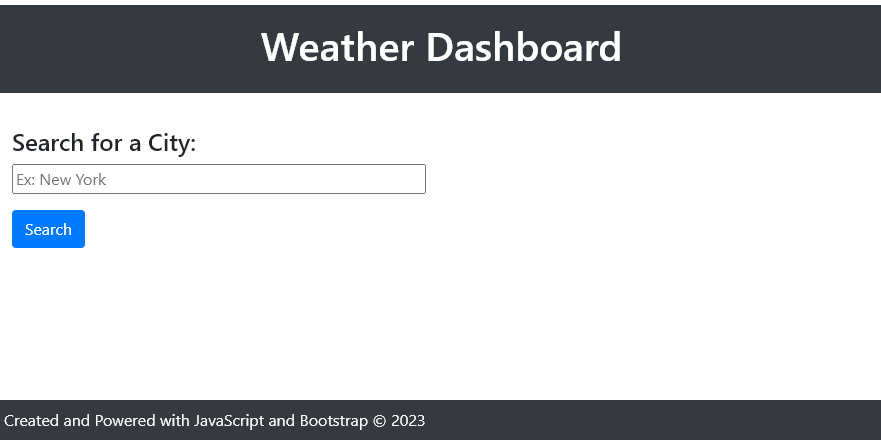 Weather Dashboard
Search for a City:
Ex: New York
Search
Created and Powered with JavaScript and Bootstrap © 2023